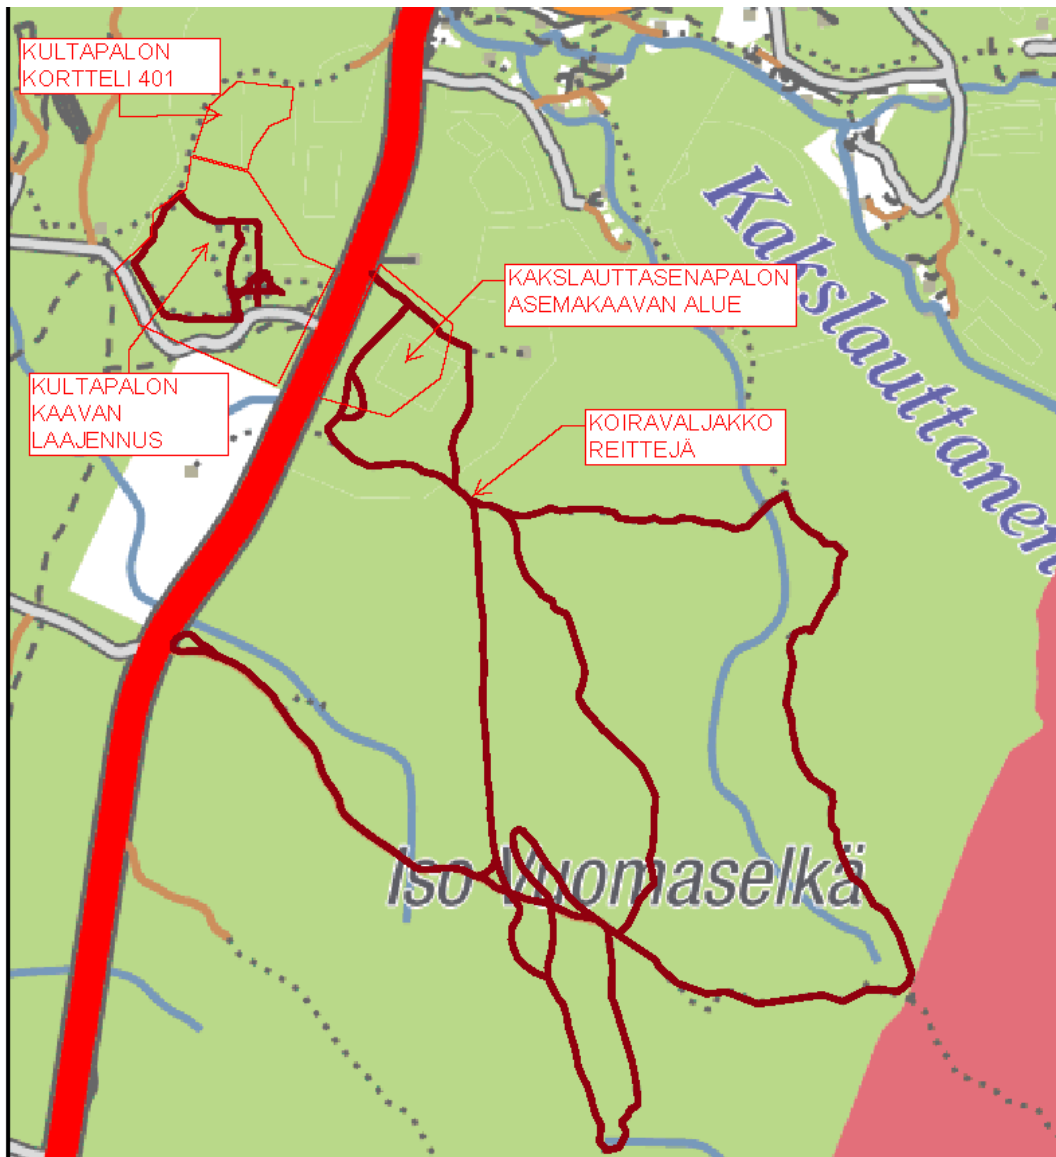 KULTAPALON
KORTTELI 401
Kakslauttanen
KAKSLAUTTASENAPALON
ASEMAKAAVAN ALUE
KULTAPALON
KAAVAN
LAAJENNUS
KOIRAVALJAKKO
REITTEJÄ
Iso Vuomaselkä